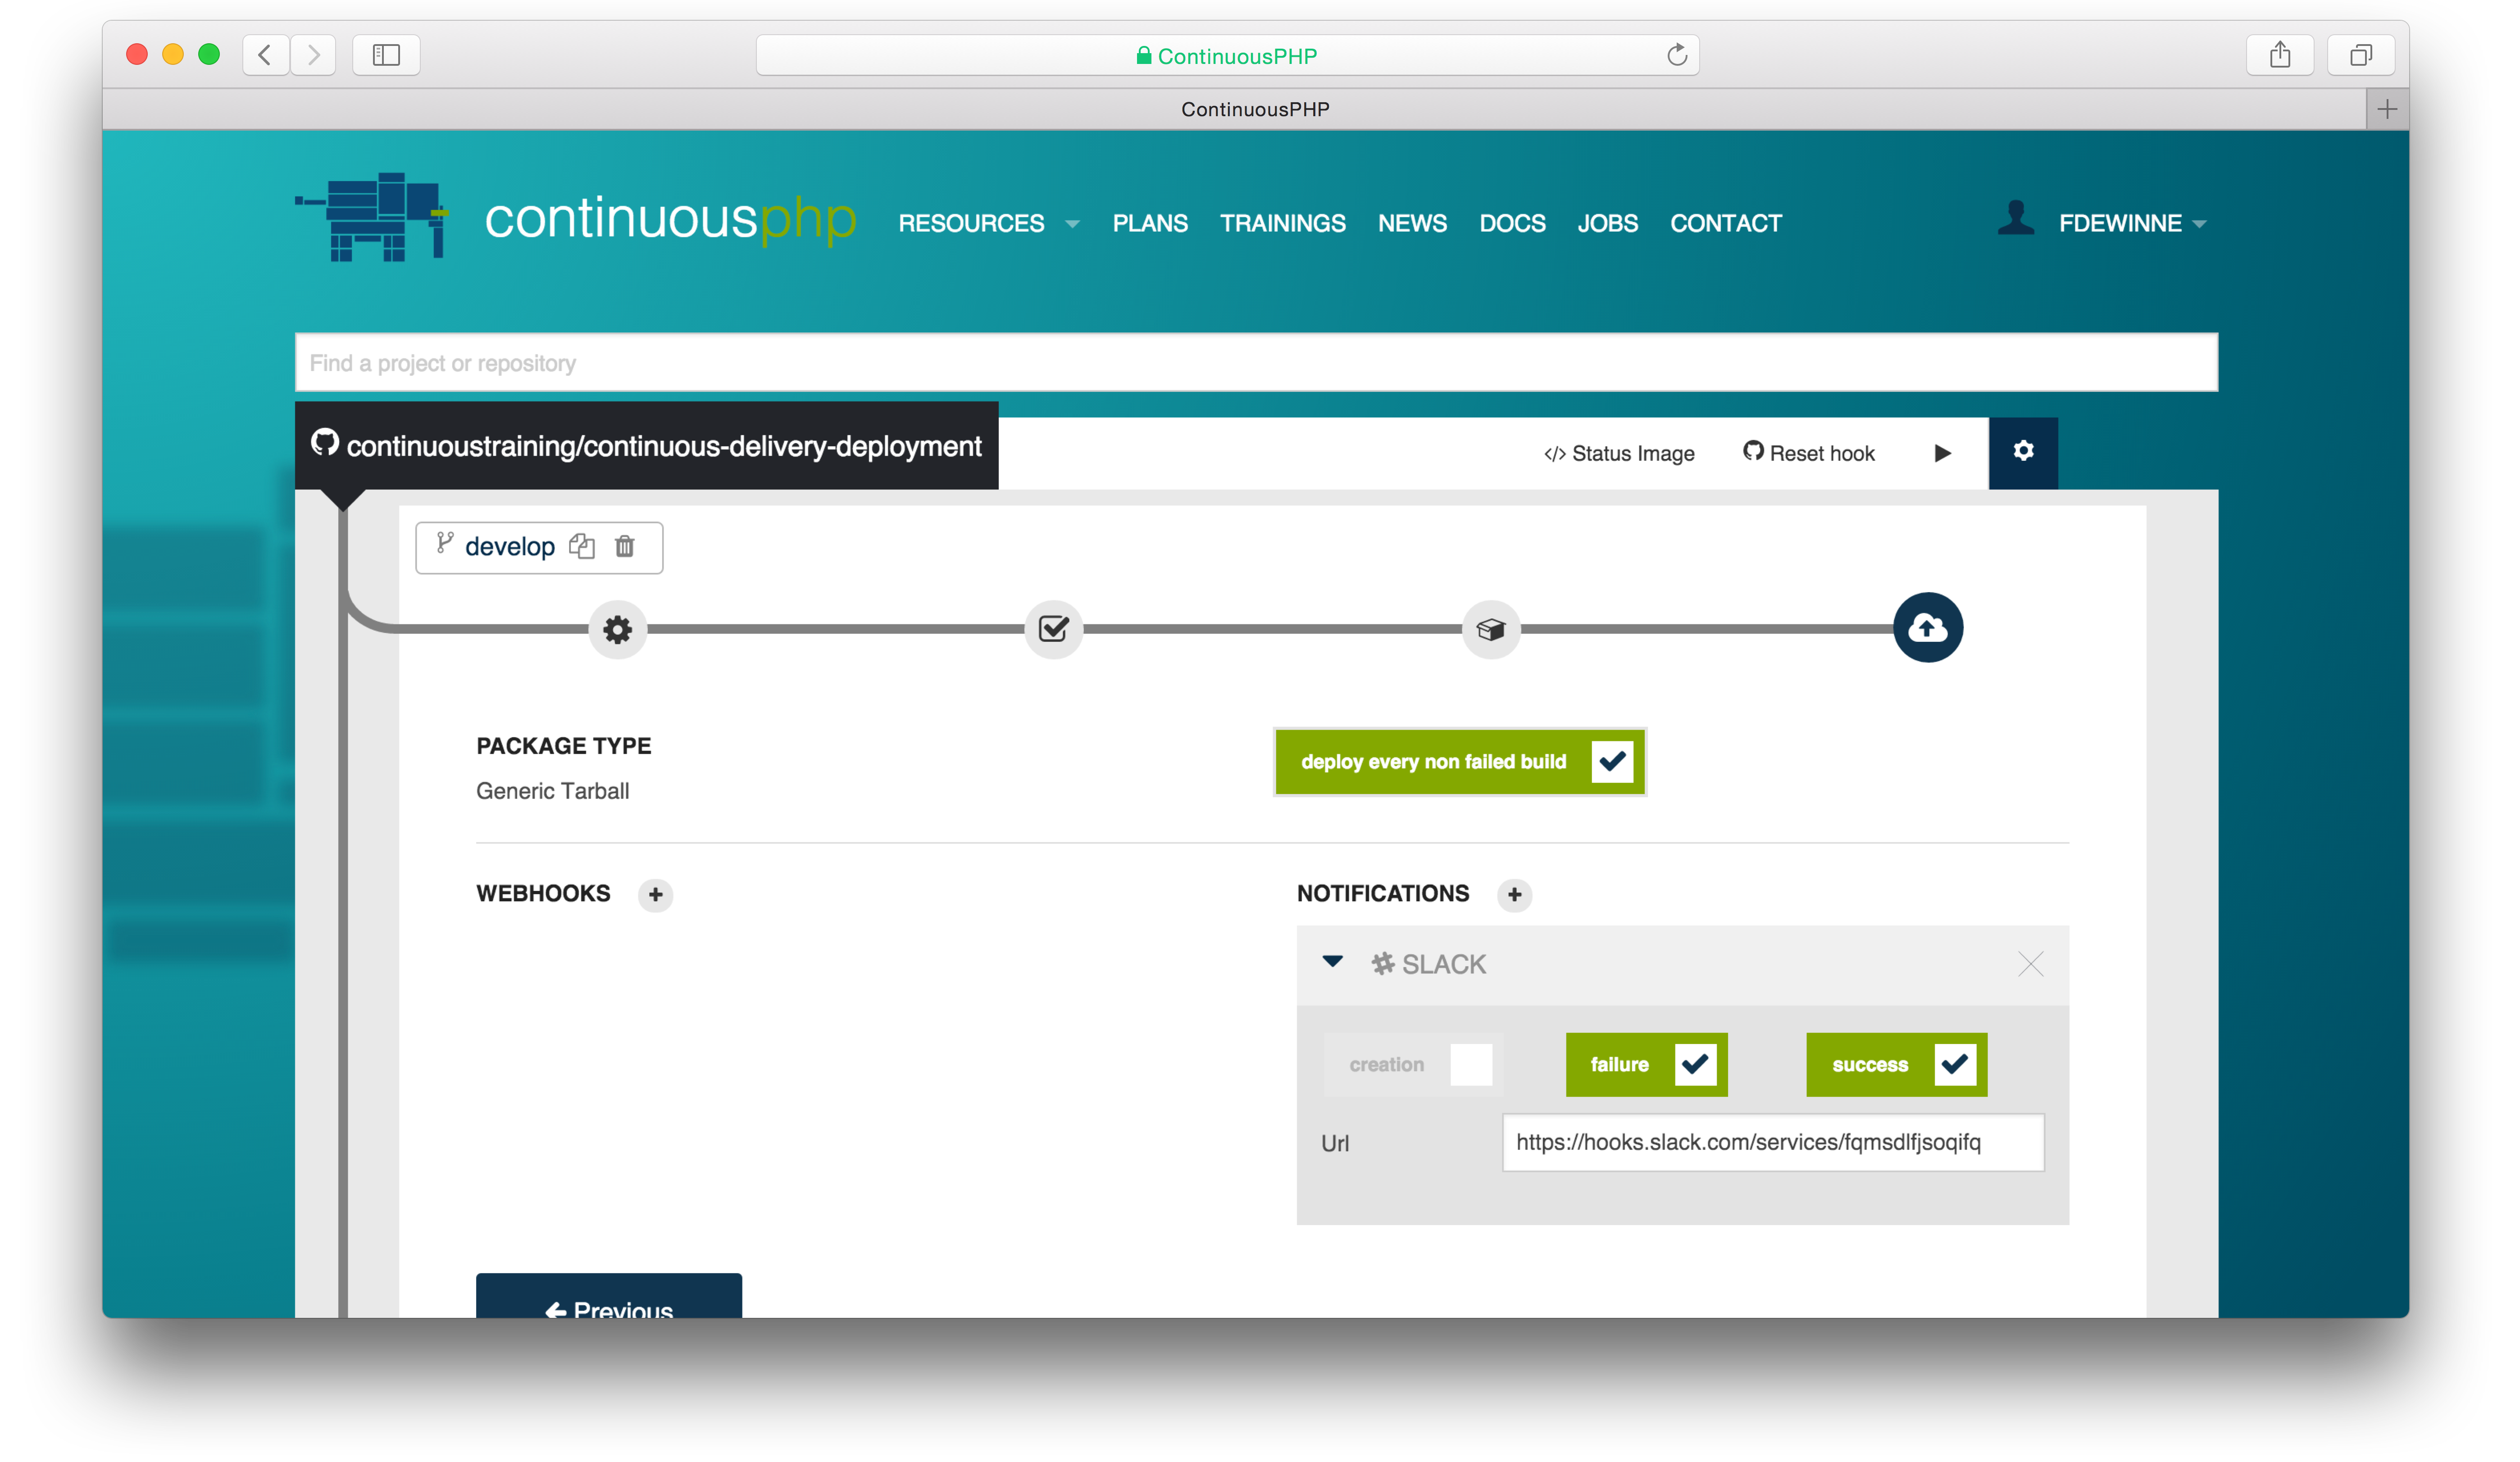 ContinuousPHP
ContinuousPHP
continuousphp RESOURCES PLANS TRAININGS NEWS DOCS JOBS CONTACT FDEWINNE
Find a project or repository
continuoustraining/continuous-delivery-deployment </> Status Image Reset hook
develop
PACKAGE TYPE deploy every non failed build
Generic Tarball
WEBHOOKS + NOTIFICATIONS +
SLACK
creation failure success
Url https://hooks.slack.com/services/fqmsdlfjsoqifq
Previous